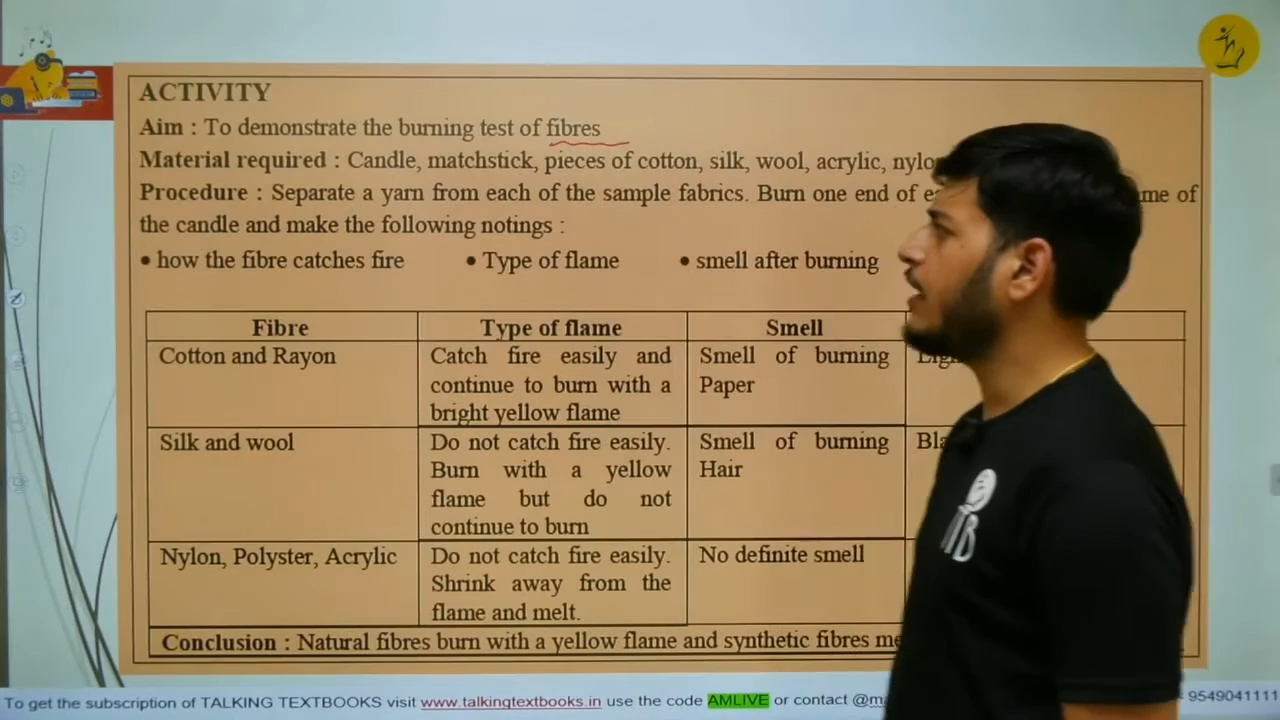 ACTIVITY
Aim : To demonstrate the burning test of fibres
Material required : Candle, matchstick, pieces of cotton, silk, wool, acrylic,
Procedure : Separate a yarn from each of the sample fabrics. Burn one end of of
the candle and make the following notings :
• how the fibre catches fire • Type of flame • smell after burning
Fibre Type of flame Smell
Cotton and Rayon
Catch fire easily and
continue to burn with a
bright yellow flame
Smell of burning
Paper
Silk and wool
Do not catch fire easily.
Burn with a yellow
flame but do not
continue to burn
Smell of burning
Hair
Nylon, Polyster, Acrylic
Do not catch fire easily.
Shrink away from the
flame and melt.
No definite smell
Conclusion : Natural fibres burn with a yellow flame and synthetic fibres
To get the subscription of TALKING TEXTBOOKS visit www.talkingtextbooks.in use the code AMLIVE or contact - 9549041111